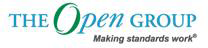 THE Open GROUP
Making standards work®